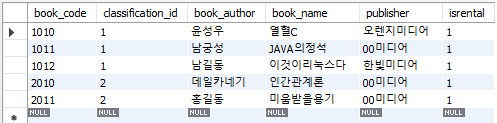 book_code classification_id book_author book_name publisher isrental
1010 1 윤성우 열혈C 오렌지미디어 1
1011 1 남궁성 JAVA의정석 00미디어 1
1012 1 남길동 이것이리눅스다 한빛미디어 1
2010 2 데일카네기 인간관계론 00미디어 1
2011 2 홍길동 미움받을용기 00미디어 1
NULL NULL NULL NULL NULL NULL